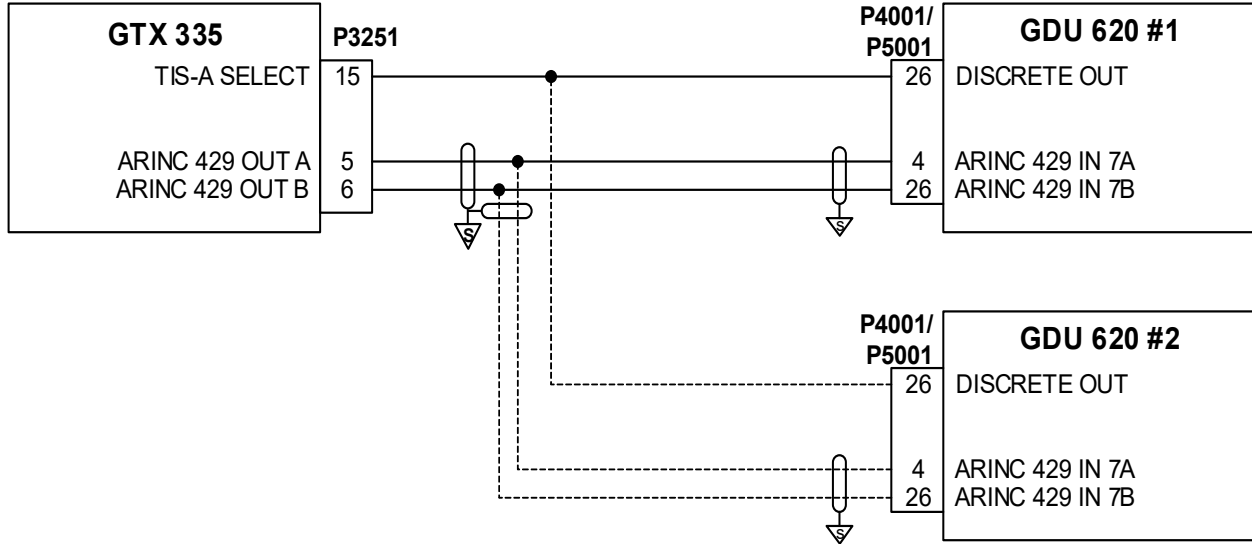 GTX 335
P3251
TIS-A SELECT 15
ARINC 429 OUT A 5
ARINC 429 OUT B 6
S
P4001/
P5001
GDU 620 #1
26 DISCRETE OUT
4 ARINC 429 IN 7A
26 ARINC 429 IN 7B
S
P4001/
P5001
GDU 620 #2
26 DISCRETE OUT
4 ARINC 429 IN 7A
26 ARINC 429 IN 7B
S